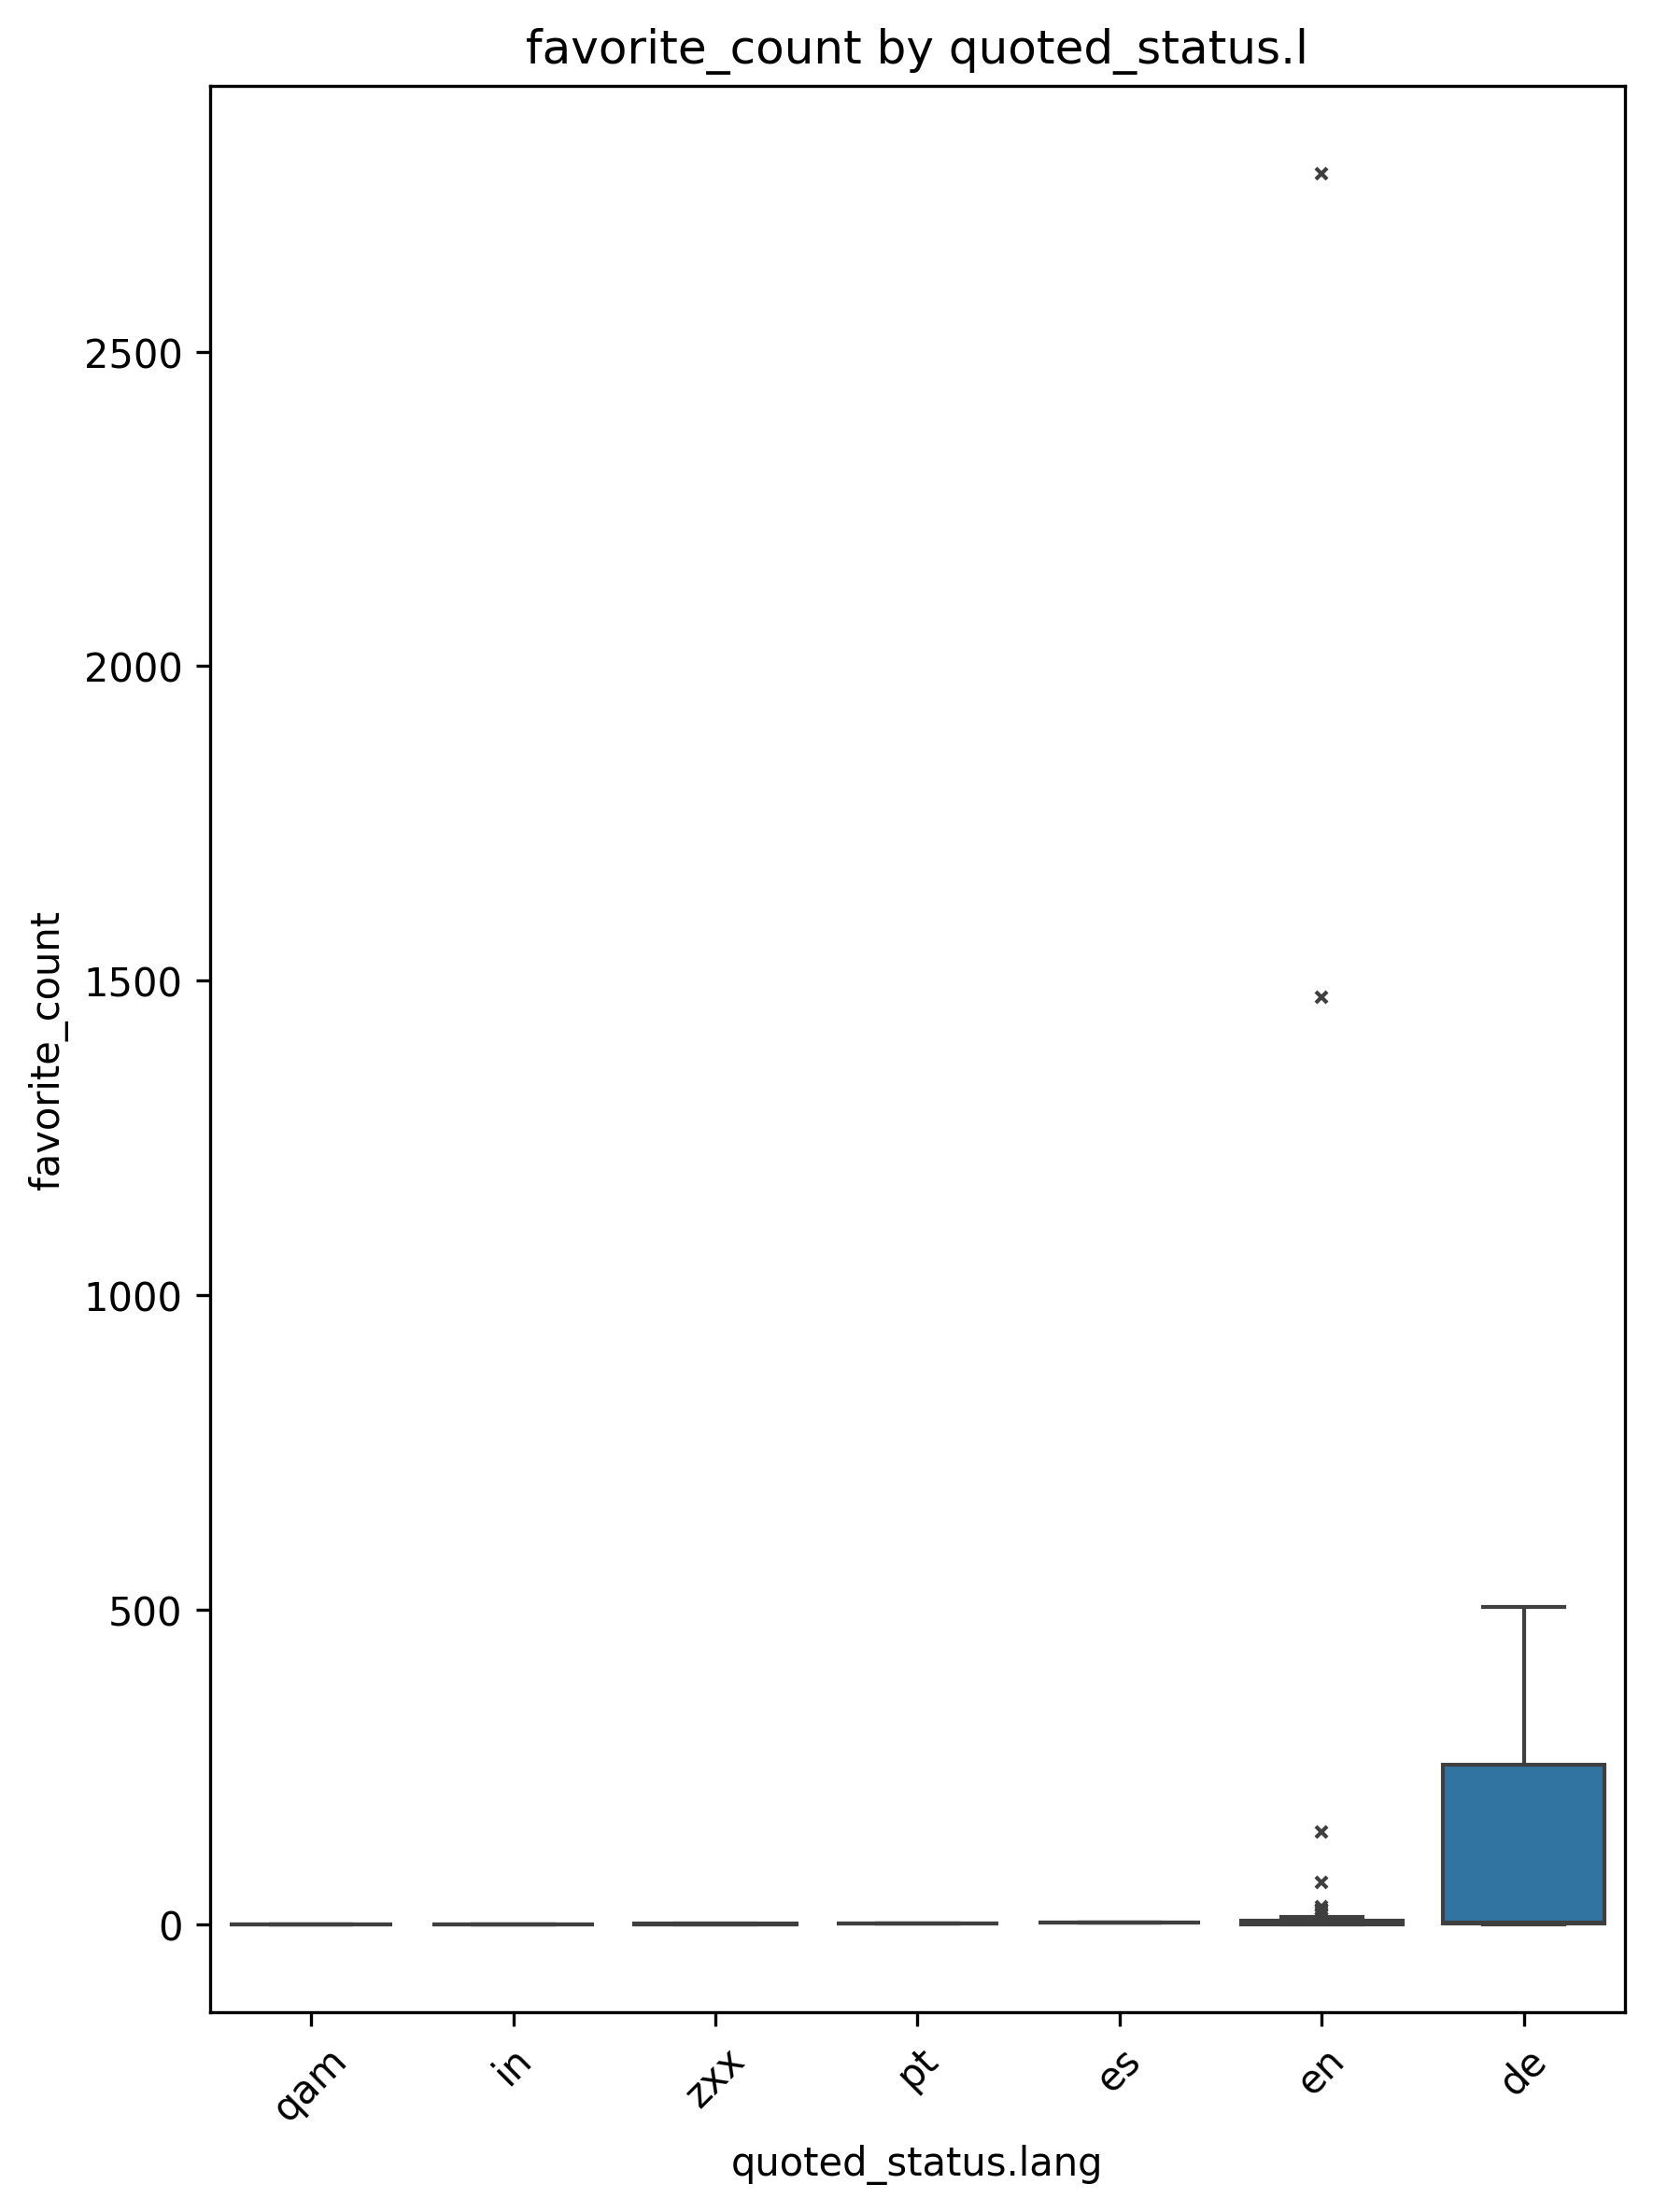 favorite_count by quoted_status.l
favorite_count
2500
2000
1500
1000
500
0
qam
in
zxx
pt
es
en
de
quoted_status.lang